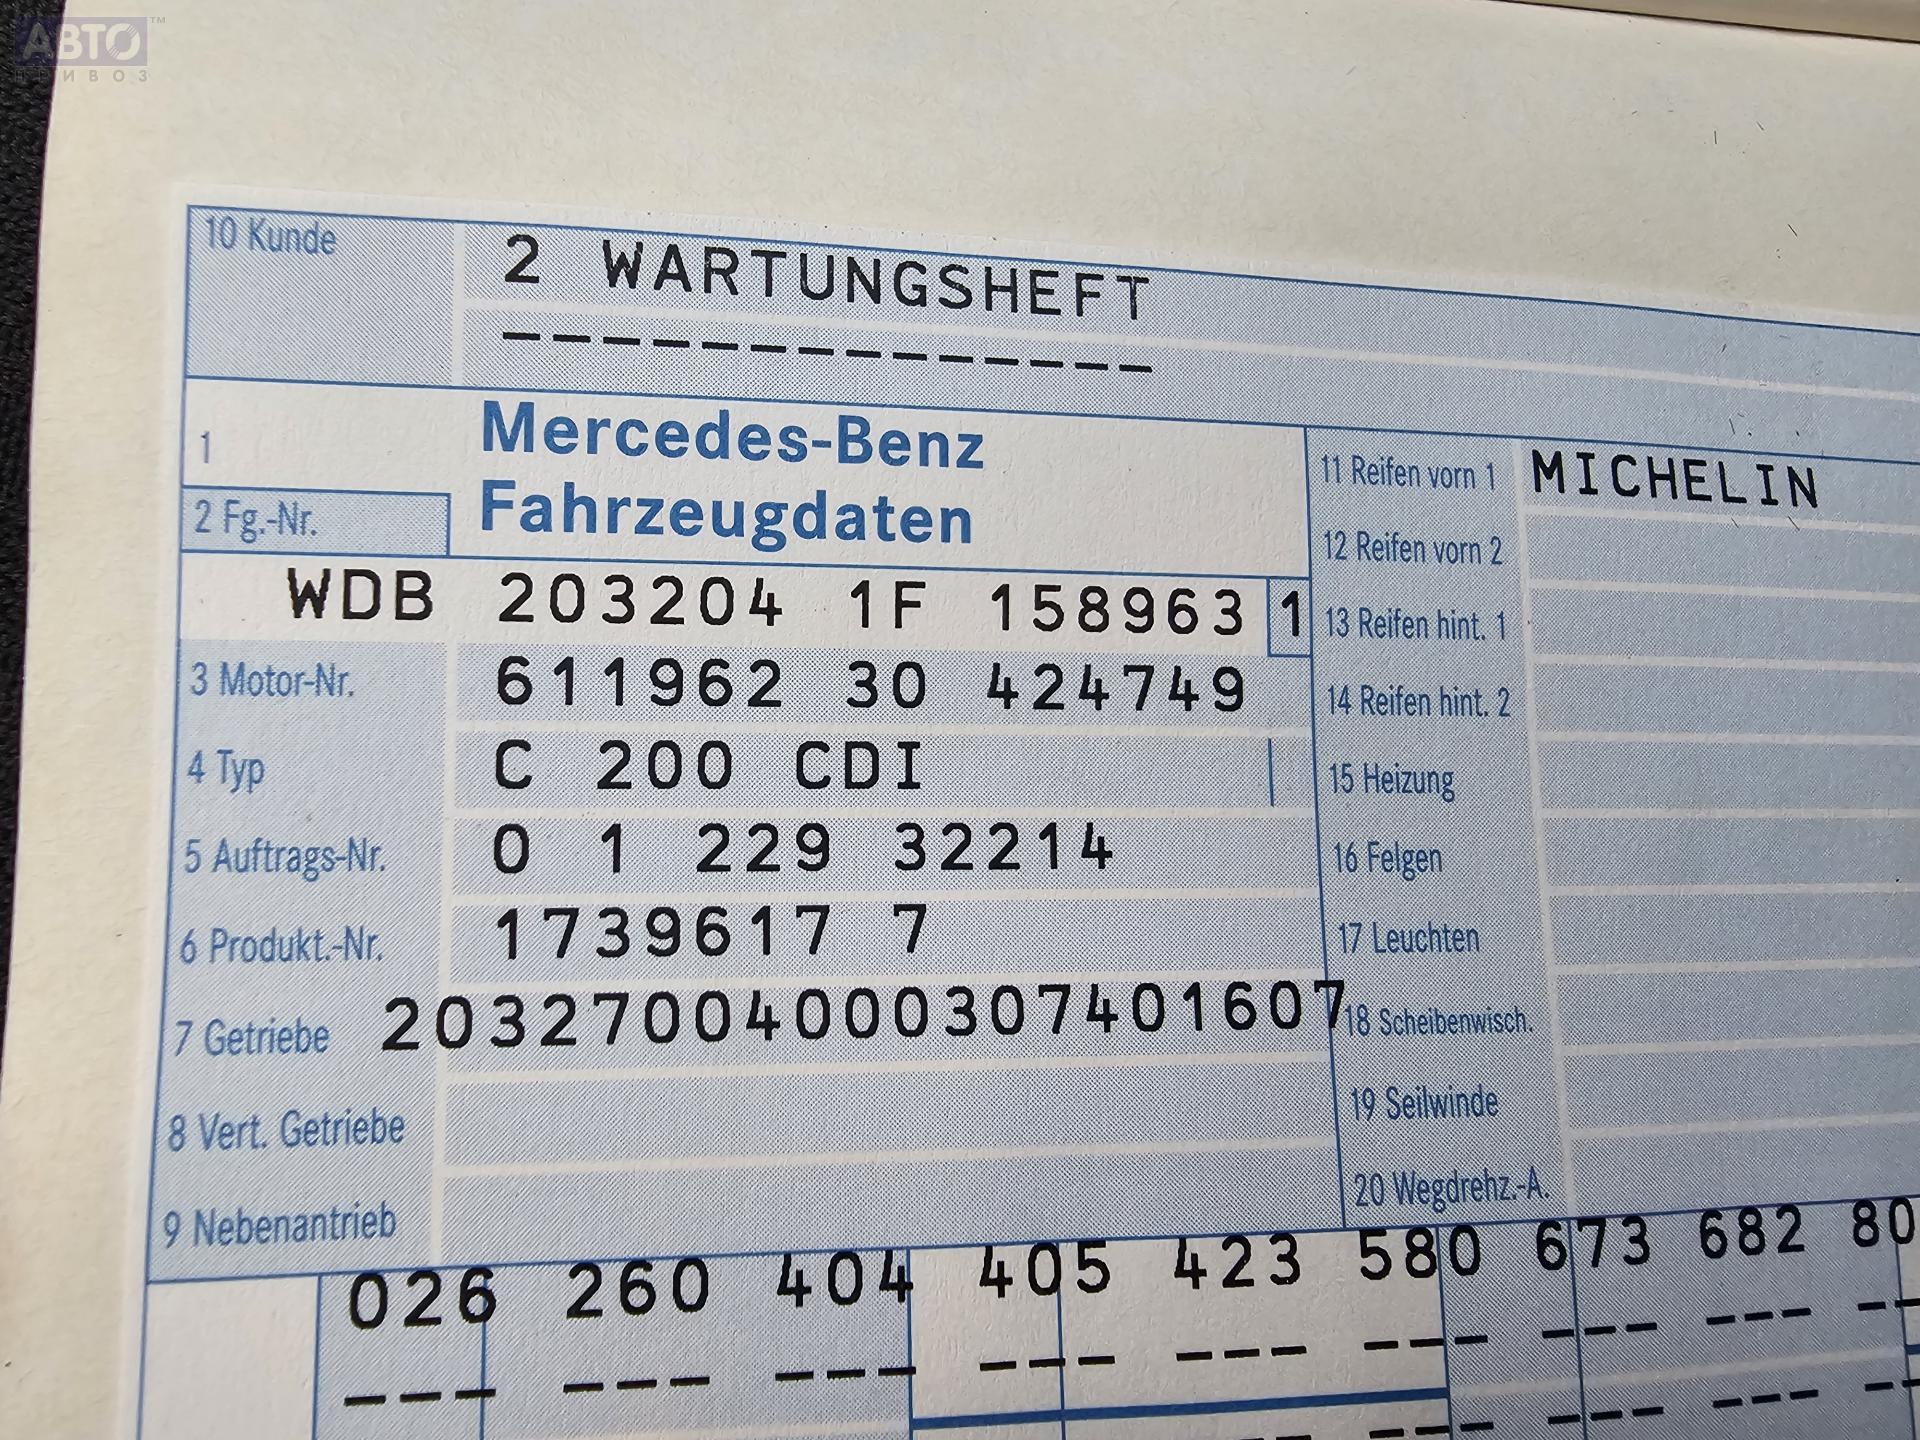 АВТО™
ПРИВОЗ
10 Kunde 2 WARTUNGSHEFT
--------------
1 Mercedes-Benz
Fahrzeugdaten
2 Fg.-Nr.
WDB 203204 1F 158963 1
3 Motor-Nr. 611962 30 424749
4 Typ C 200 CDI
5 Auftrags-Nr. 0 1 229 32214
6 Produkt.-Nr. 1739617 7
7 Getriebe 20327004000307401607
8 Vert. Getriebe
9 Nebenantrieb
11 Reifen vorn 1 MICHELIN
12 Reifen vorn 2
13 Reifen hint. 1
14 Reifen hint. 2
15 Heizung
16 Felgen
17 Leuchten
18 Scheibenwisch.
19 Seilwinde
20 Wegdrehz.-A.
026 260 404 405 423 580 673 682 80
--- --- --- --- --- --- --- --- --
--- --- --- --